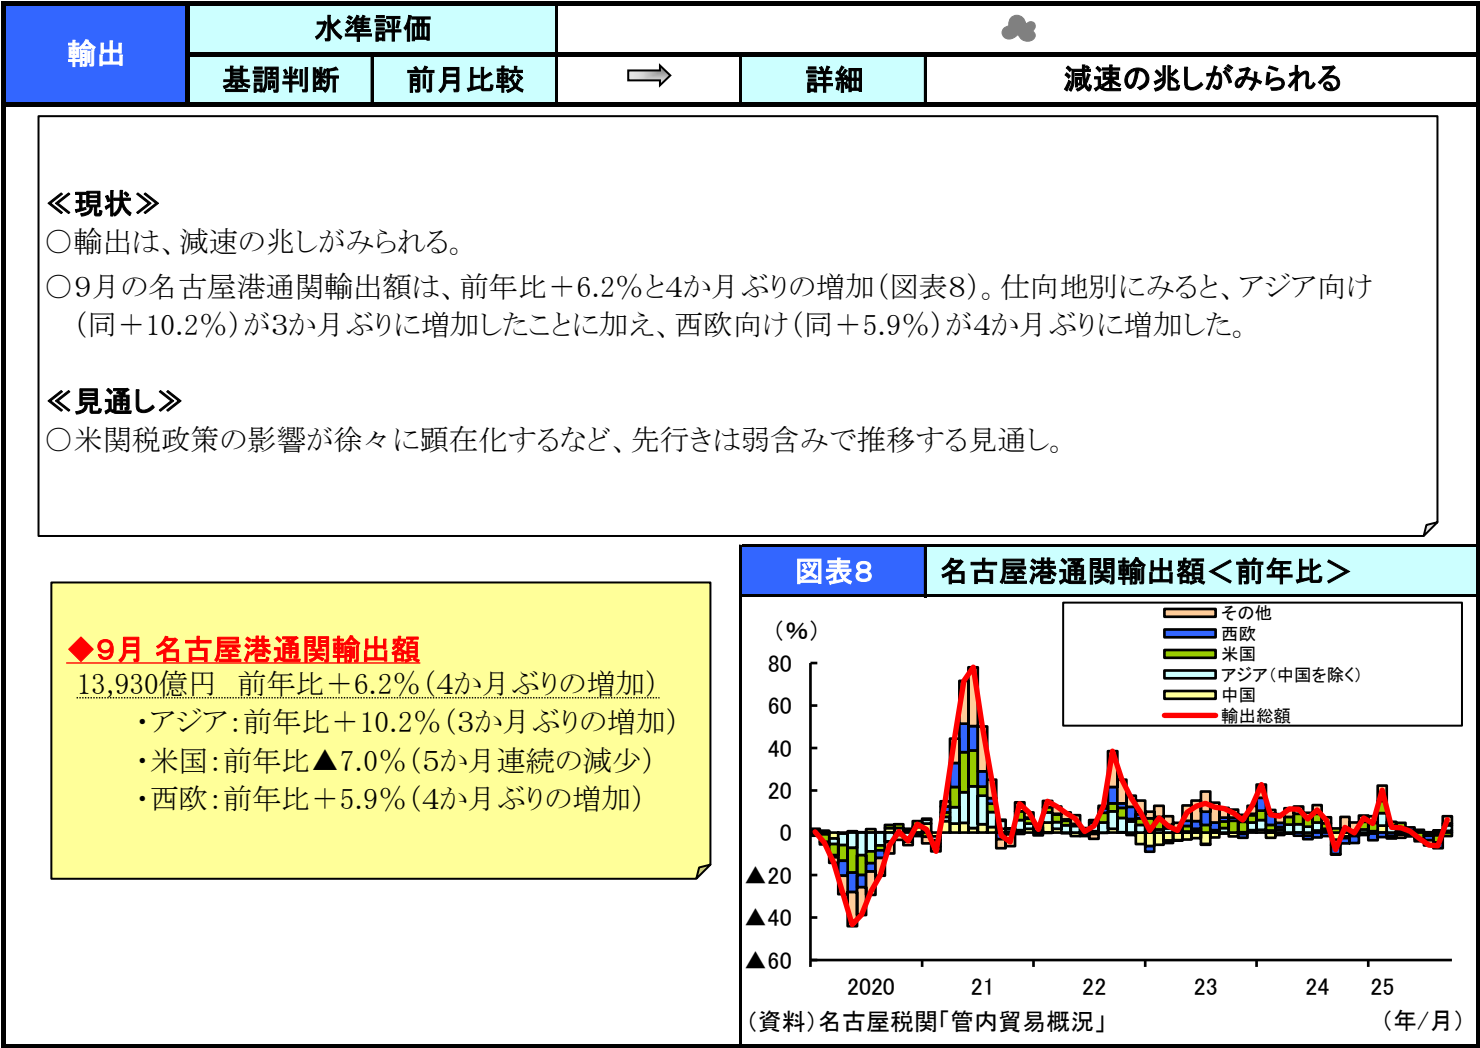 輸出
水準評価
基調判断 前月比較 詳細 減速の兆しがみられる
≪現状≫
○輸出は、減速の兆しがみられる。
○9月の名古屋港通関輸出額は、前年比＋6.2％と4か月ぶりの増加（図表8）。仕向地別にみると、アジア向け
（同＋10.2％）が3か月ぶりに増加したことに加え、西欧向け（同＋5.9％）が4か月ぶりに増加した。
≪見通し≫
○米関税政策の影響が徐々に顕在化するなど、先行きは弱含みで推移する見通し。
◆9月 名古屋港通関輸出額
13,930億円 前年比＋6.2％（4か月ぶりの増加）
・アジア：前年比＋10.2％（3か月ぶりの増加）
・米国：前年比▲7.0％（5か月連続の減少）
・西欧：前年比＋5.9％（4か月ぶりの増加）
図表8 名古屋港通関輸出額＜前年比＞
（％）
その他
西欧
米国
アジア（中国を除く）
中国
輸出総額
80
60
40
20
0
▲20
▲40
▲60
2020 21 22 23 24 25
（資料）名古屋税関「管内貿易概況」 （年/月）